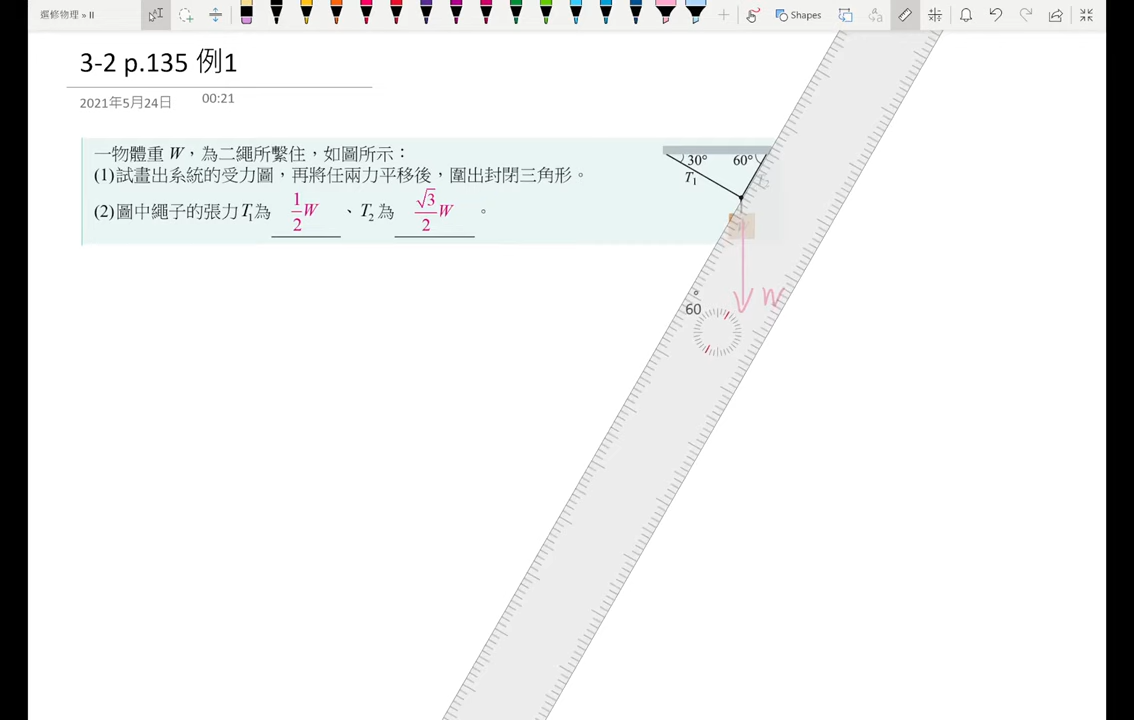 選修物理 » II
Shapes
3-2 p.135 例1
2021年5月24日 00:21
一物體重 W,為二繩所繫住,如圖所示:
(1)試畫出系統的受力圖,再將任兩力平移後,圍出封閉三角形。
(2)圖中繩子的張力T₁為 1/2 W 、T₂為 √3/2 W 。
30° 60°
T₁
W
°
60